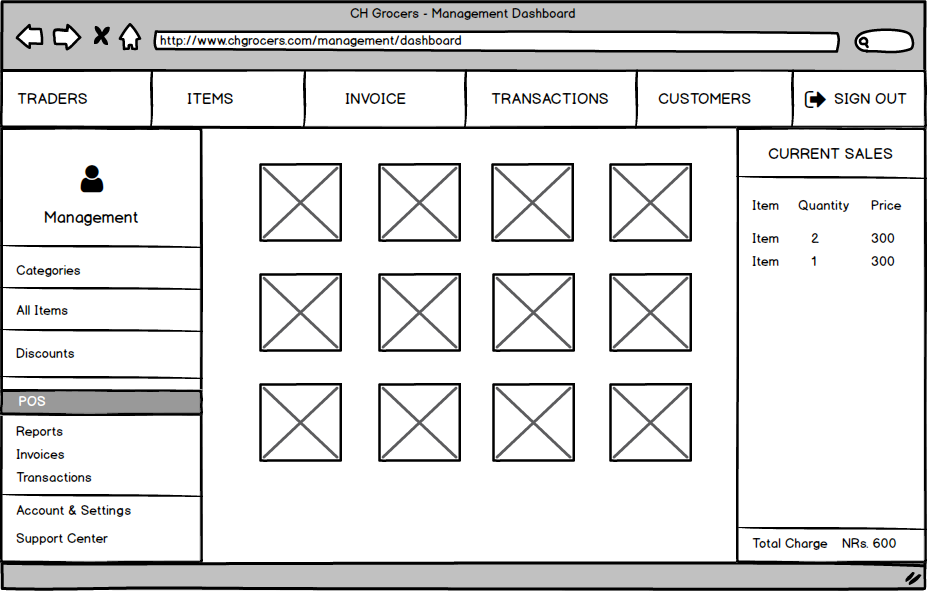 CH Grocers - Management Dashboard
http://www.chgrocers.com/management/dashboard
TRADERS ITEMS INVOICE TRANSACTIONS CUSTOMERS SIGN OUT
Management
Categories
All Items
Discounts
POS
Reports
Invoices
Transactions
Account & Settings
Support Center
CURRENT SALES
Item Quantity Price
Item 2 300
Item 1 300
Total Charge NRs. 600